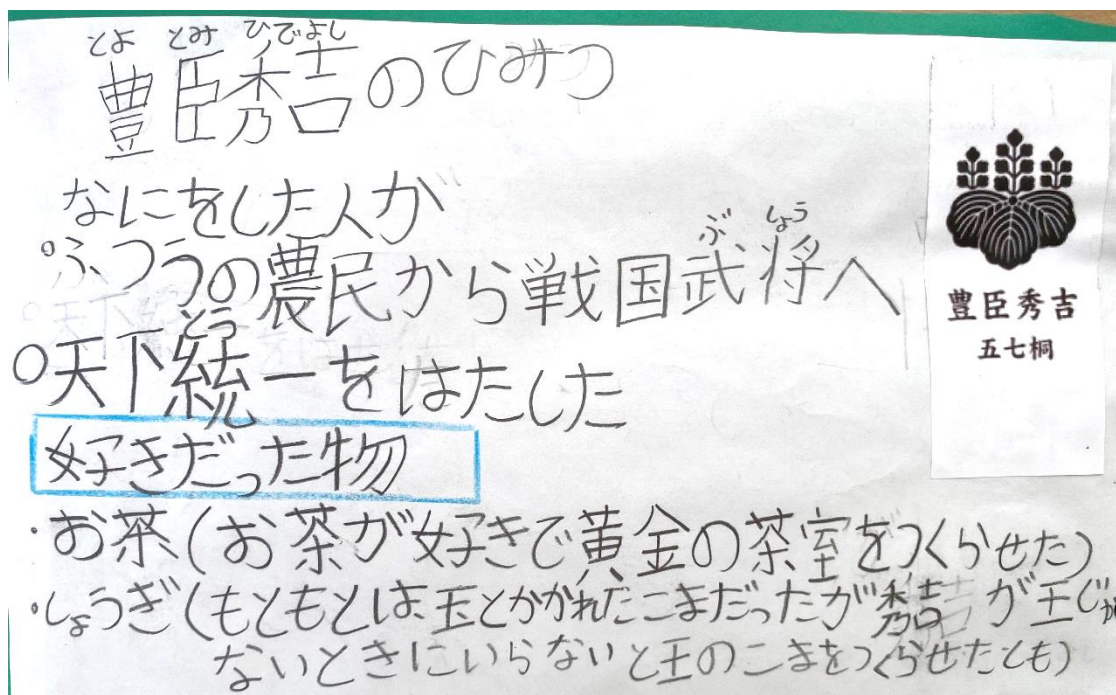 とよ とみ ひでよし
豊臣秀吉のひみつ
なにをした人か
ぶ しょう
°ふつうの農民から戦国武将へ
とう
○天下統一をはたした
好きだった物
・お茶(お茶が好きで黄金の茶室をつくらせた)
・しょうぎ(もともとは玉とかかれたこまだったが秀吉が王じゃ
ないときにいらないと王のこまをつくらせたとも)
豊臣秀吉
五七桐